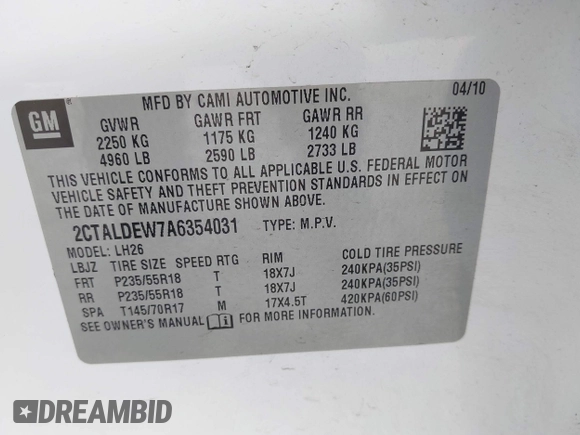 GM
MFD BY CAMI AUTOMOTIVE INC. 04/10
GVWR GAWR FRT GAWR RR
2250 KG 1175 KG 1240 KG
4960 LB 2590 LB 2733 LB
THIS VEHICLE CONFORMS TO ALL APPLICABLE U.S. FEDERAL MOTOR
VEHICLE SAFETY AND THEFT PREVENTION STANDARDS IN EFFECT ON
THE DATE OF MANUFACTURE SHOWN ABOVE.
2CTALDEW7A6354031 TYPE: M.P.V.
MODEL: LH26
LBJZ TIRE SIZE SPEED RTG RIM COLD TIRE PRESSURE
FRT P235/55R18 T 18X7J 240KPA(35PSI)
RR P235/55R18 T 18X7J 240KPA(35PSI)
SPA T145/70R17 M 17X4.5T 420KPA(60PSI)
SEE OWNER'S MANUAL FOR MORE INFORMATION.
DREAMBID